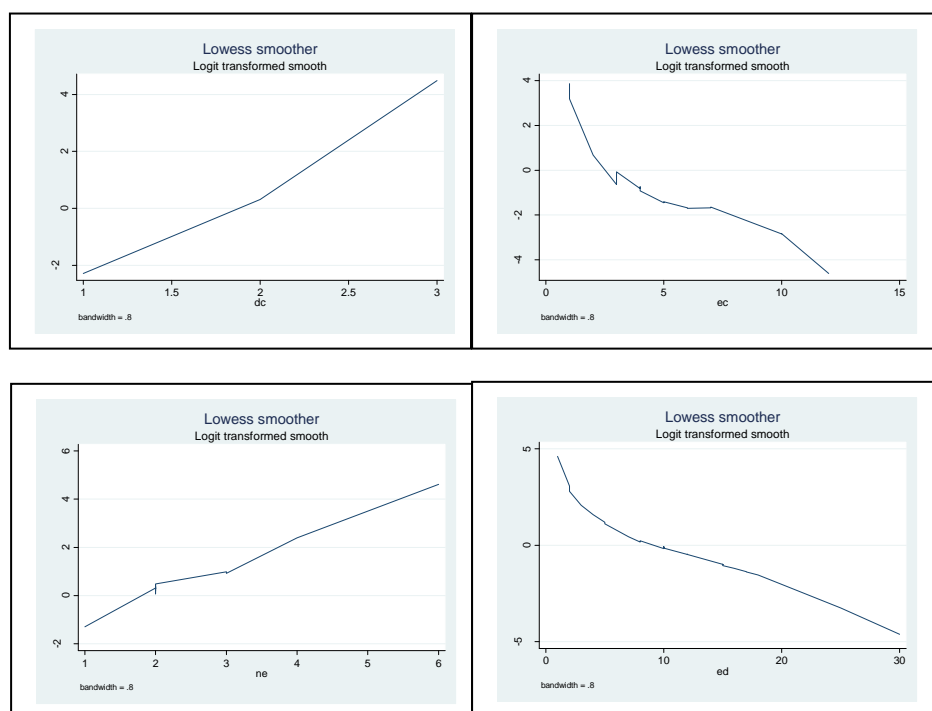 Lowess smoother
Logit transformed smooth
4
2
0
-2
1 1.5 2 2.5 3
dc
bandwidth = .8
Lowess smoother
Logit transformed smooth
4
2
0
-2
-4
0 5 10 15
ec
bandwidth = .8
Lowess smoother
Logit transformed smooth
6
4
2
0
-2
1 2 3 4 5 6
ne
bandwidth = .8
Lowess smoother
Logit transformed smooth
5
0
-5
0 10 20 30
ed
bandwidth = .8